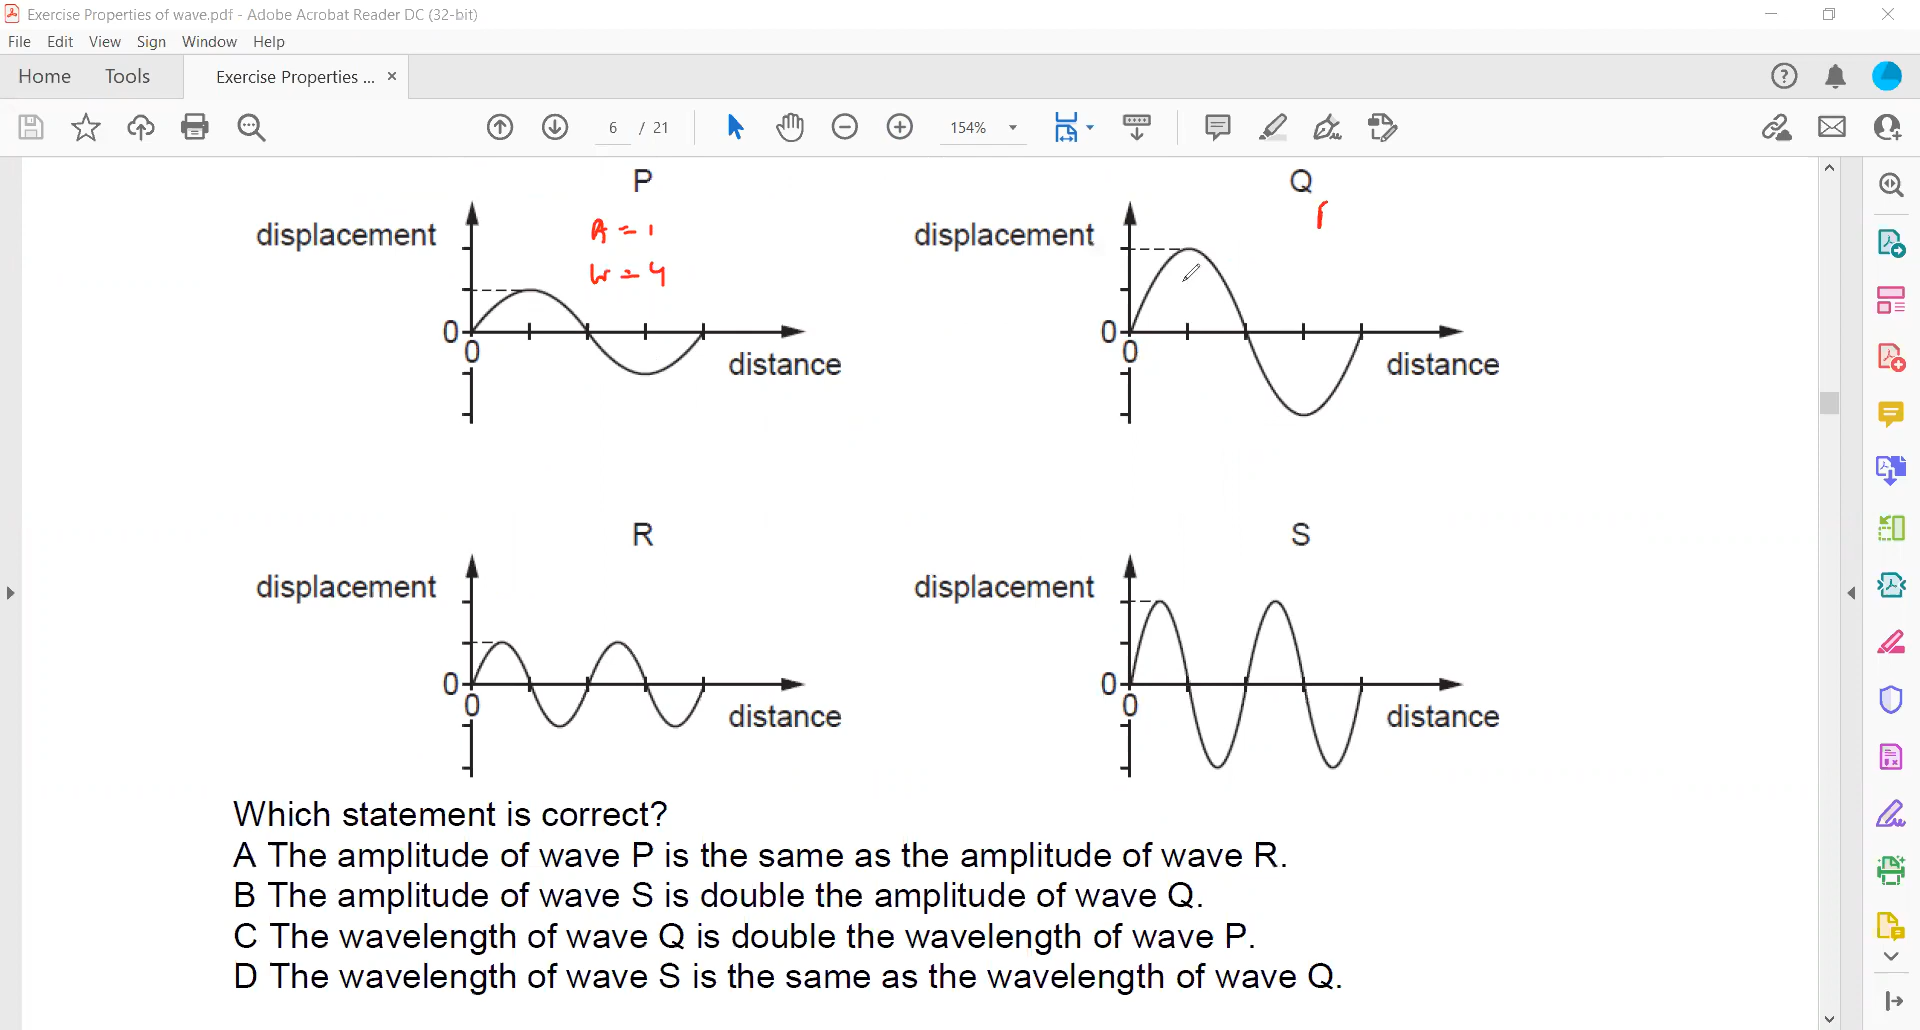 Exercise Properties of wave.pdf - Adobe Acrobat Reader DC (32-bit)
File Edit View Sign Window Help
Home Tools Exercise Properties ... ×
6 / 21 154%
P
displacement
A = 1
W = 4
0
0
distance
Q
displacement
0
0
distance
R
displacement
0
0
distance
S
displacement
0
0
distance
Which statement is correct?
A The amplitude of wave P is the same as the amplitude of wave R.
B The amplitude of wave S is double the amplitude of wave Q.
C The wavelength of wave Q is double the wavelength of wave P.
D The wavelength of wave S is the same as the wavelength of wave Q.